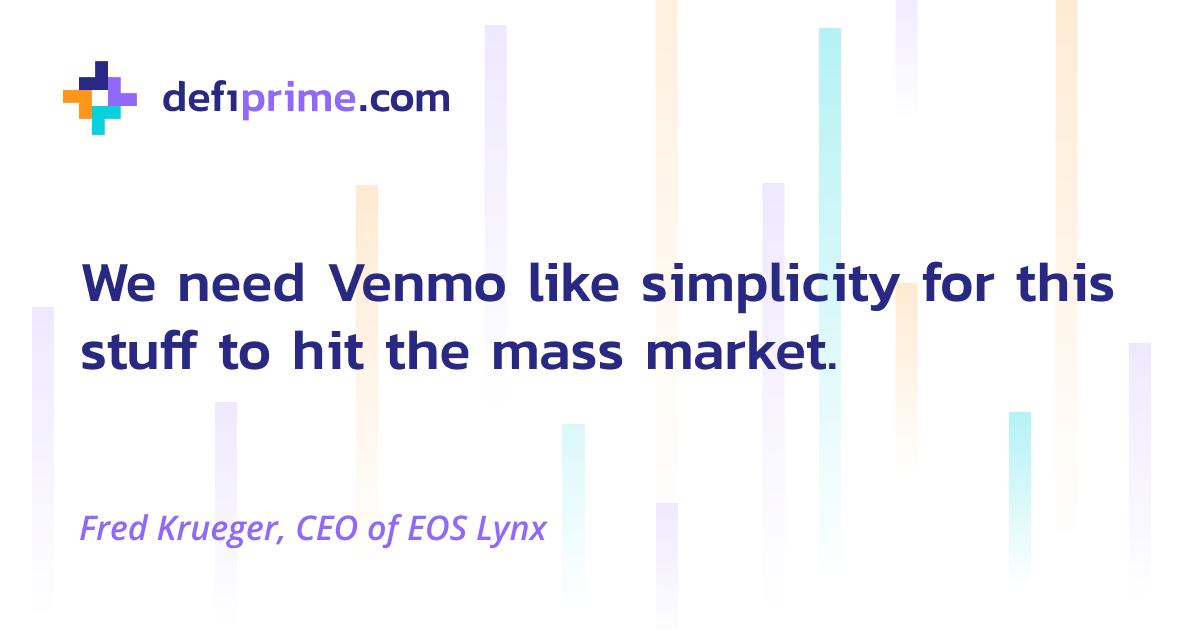 defiprime.com
We need Venmo like simplicity for this
stuff to hit the mass market.
Fred Krueger, CEO of EOS Lynx